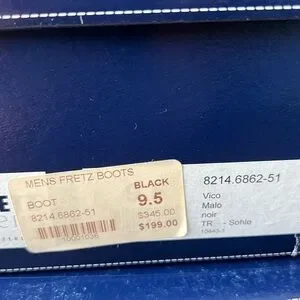 MENS FRETZ BOOTS
BLACK
BOOT
9.5
8214.6862-51
$345.00
$199.00
8214.6862-51
Vico
Malo
noir
TR - Sohle